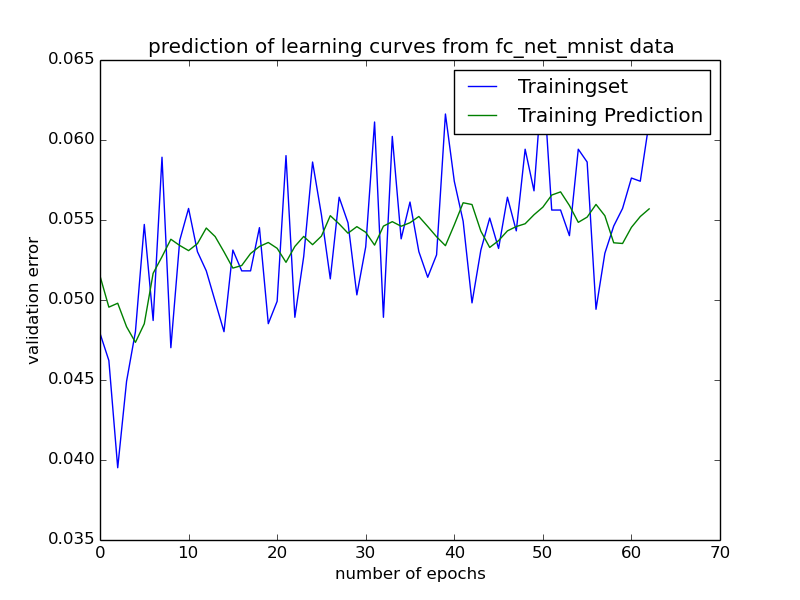 prediction of learning curves from fc_net_mnist data
Trainingset
Training Prediction
validation error
0.065
0.060
0.055
0.050
0.045
0.040
0.035
0 10 20 30 40 50 60 70
number of epochs